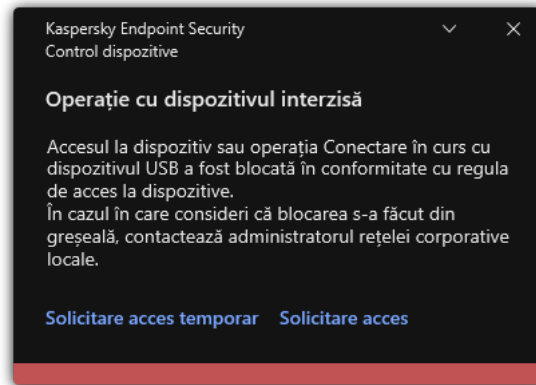 Kaspersky Endpoint Security
Control dispozitive
Operație cu dispozitivul interzisă
Accesul la dispozitiv sau operația Conectare în curs cu
dispozitivul USB a fost blocată în conformitate cu regula
de acces la dispozitive.
În cazul în care consideri că blocarea s-a făcut din
greșeală, contactează administratorul rețelei corporative
locale.
Solicitare acces temporar Solicitare acces